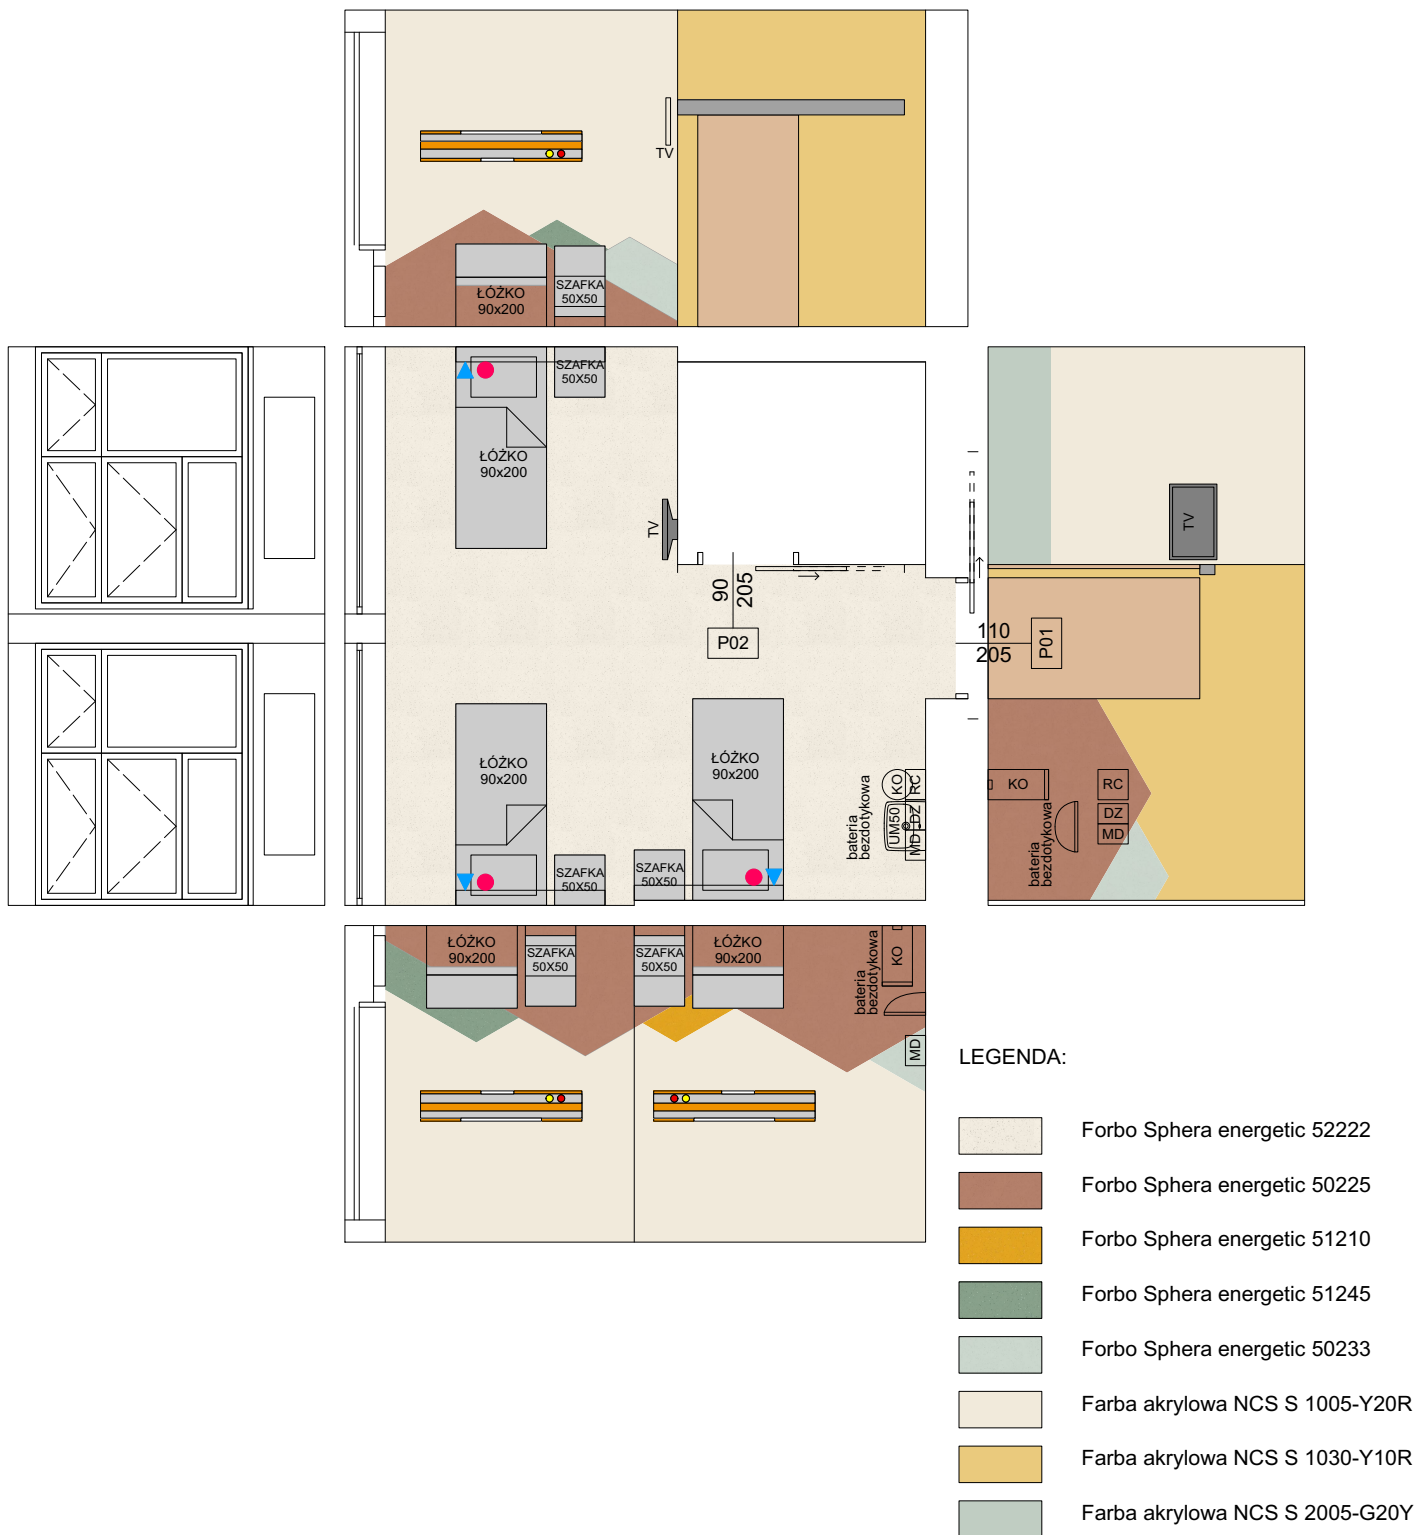 TV
ŁÓŻKO
90x200
SZAFKA
50X50
SZAFKA
50X50
ŁÓŻKO
90x200
TV
TV
90
205
P02
110
205
P01
ŁÓŻKO
90x200
ŁÓŻKO
90x200
bateria
bezdotykowa
KO
RC
UM50
DZ
MD
SZAFKA
50X50
SZAFKA
50X50
KO
RC
DZ
MD
bateria
bezdotykowa
ŁÓŻKO
90x200
SZAFKA
50X50
SZAFKA
50X50
ŁÓŻKO
90x200
bateria
bezdotykowa
KO
MD
LEGENDA:
Forbo Sphera energetic 52222
Forbo Sphera energetic 50225
Forbo Sphera energetic 51210
Forbo Sphera energetic 51245
Forbo Sphera energetic 50233
Farba akrylowa NCS S 1005-Y20R
Farba akrylowa NCS S 1030-Y10R
Farba akrylowa NCS S 2005-G20Y